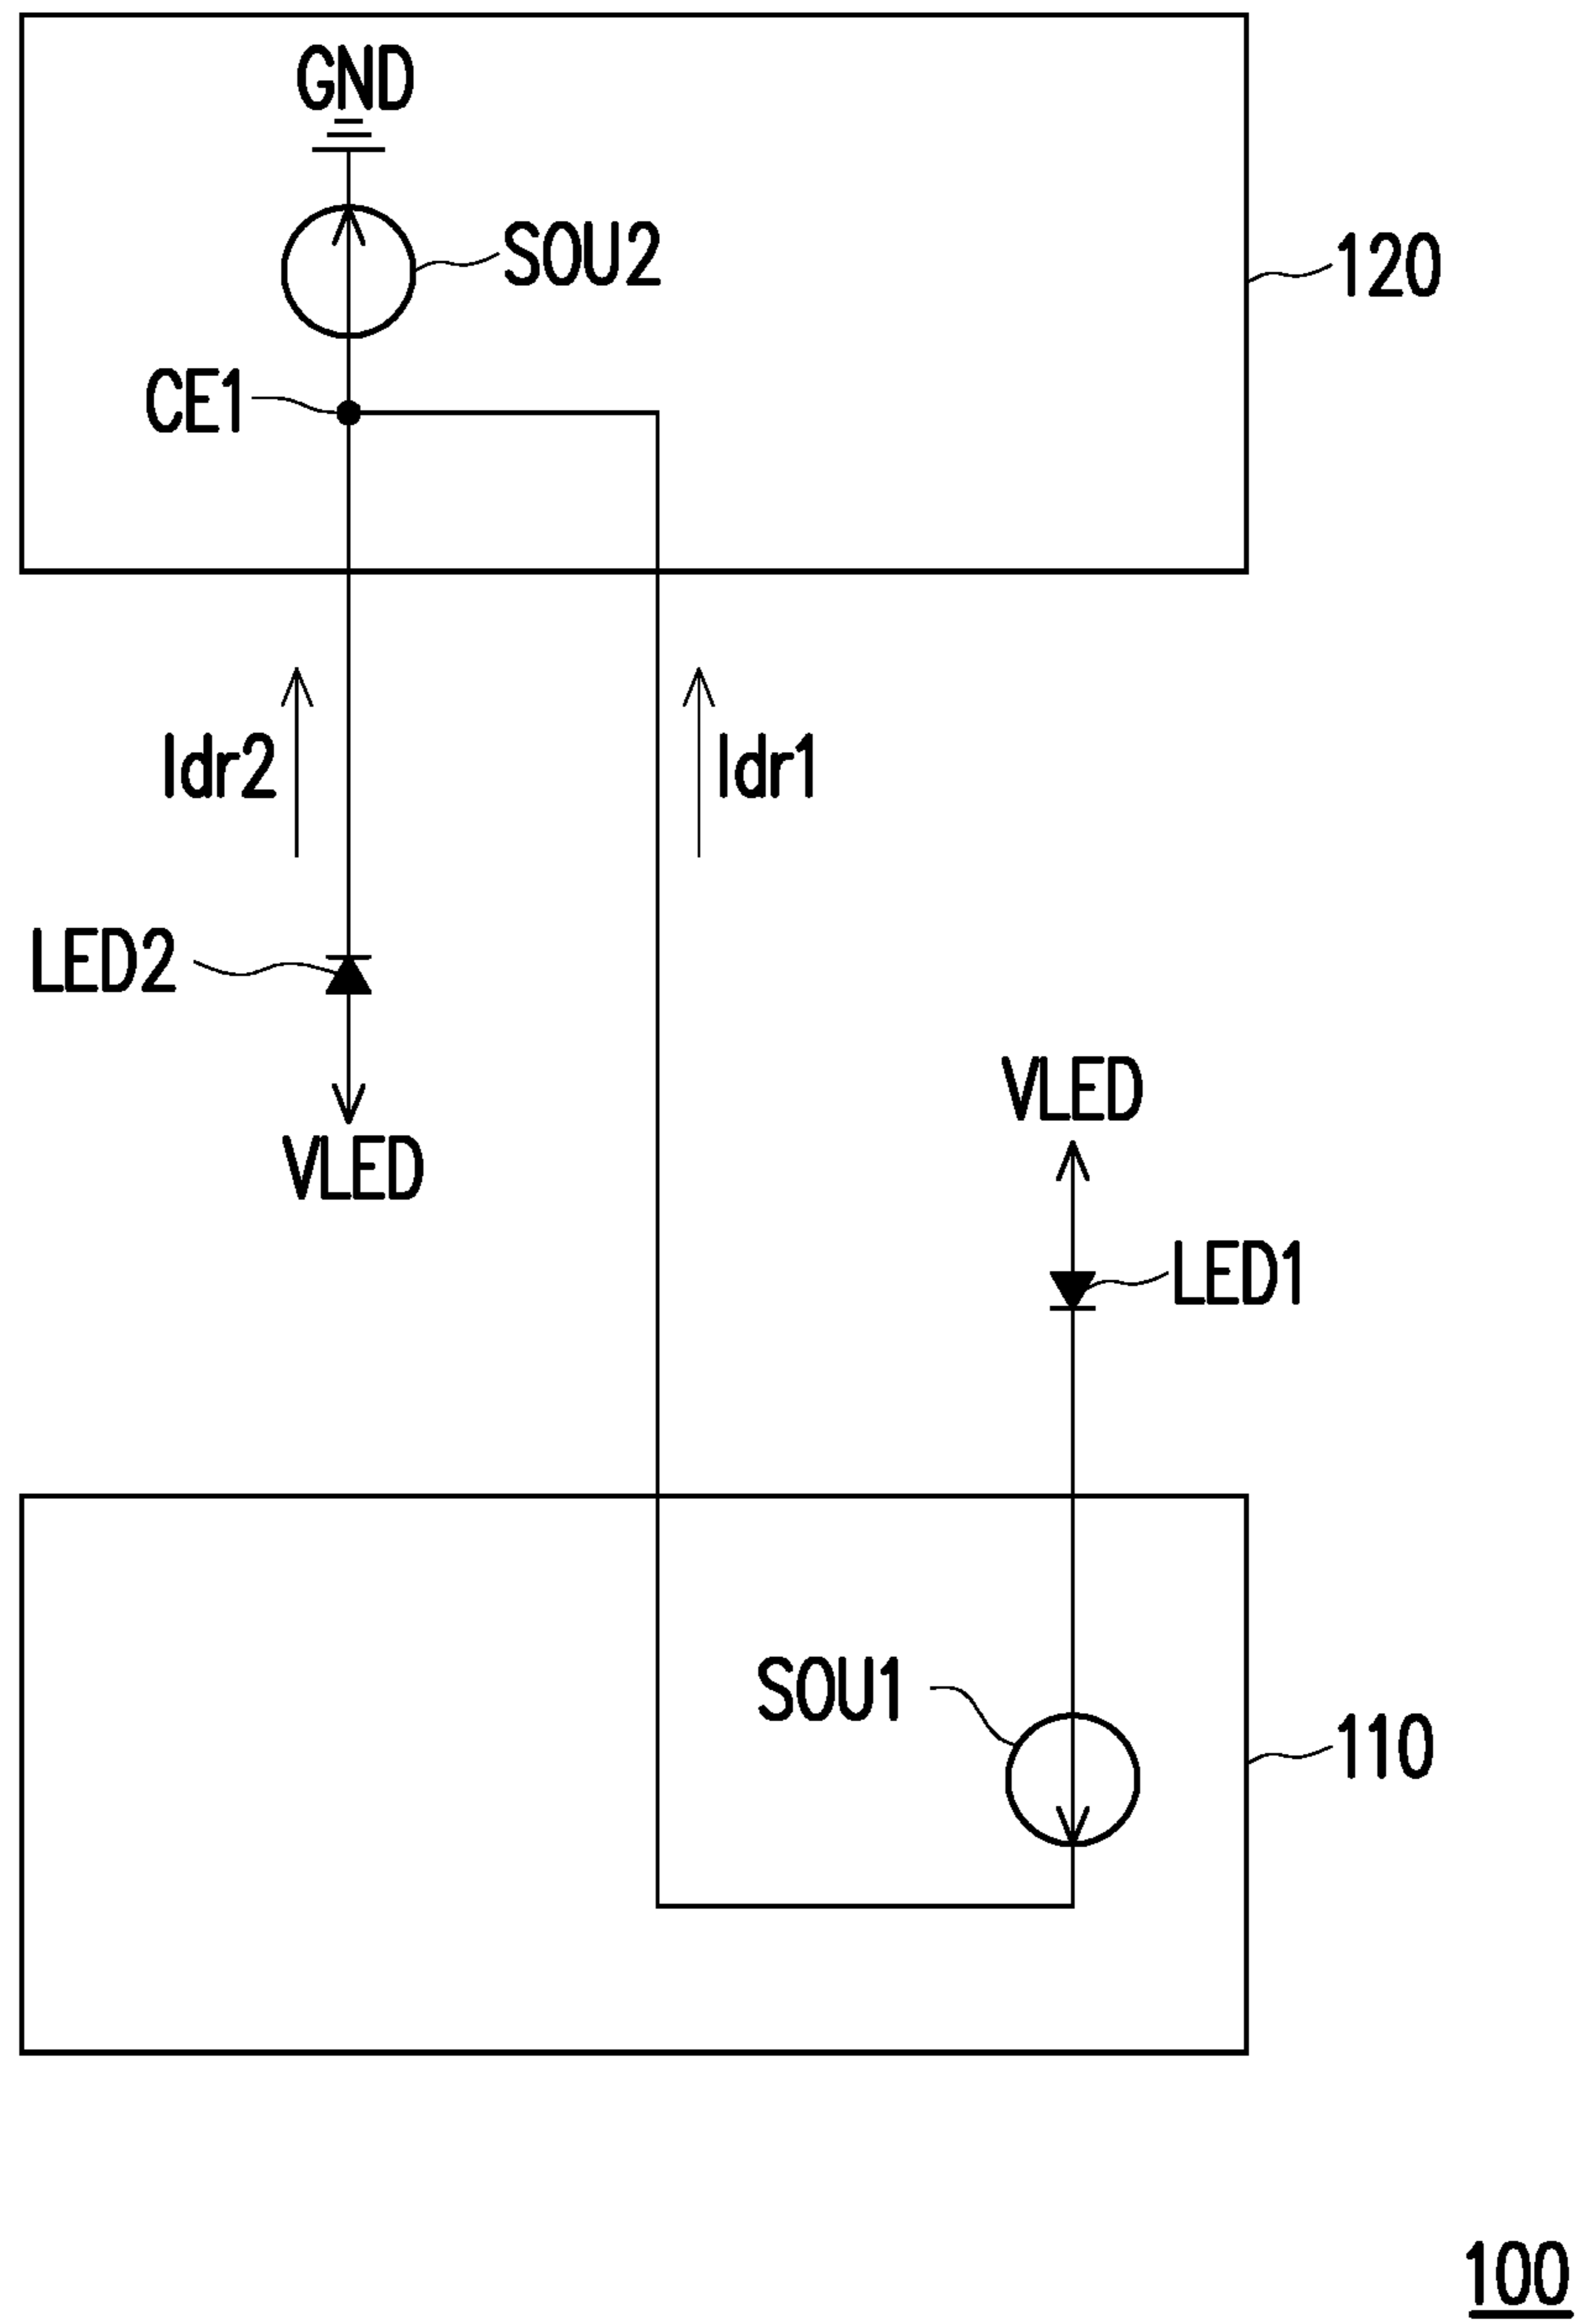 GND
SOU2
120
CE1
Idr2
Idr1
LED2
VLED
VLED
LED1
SOU1
110
100